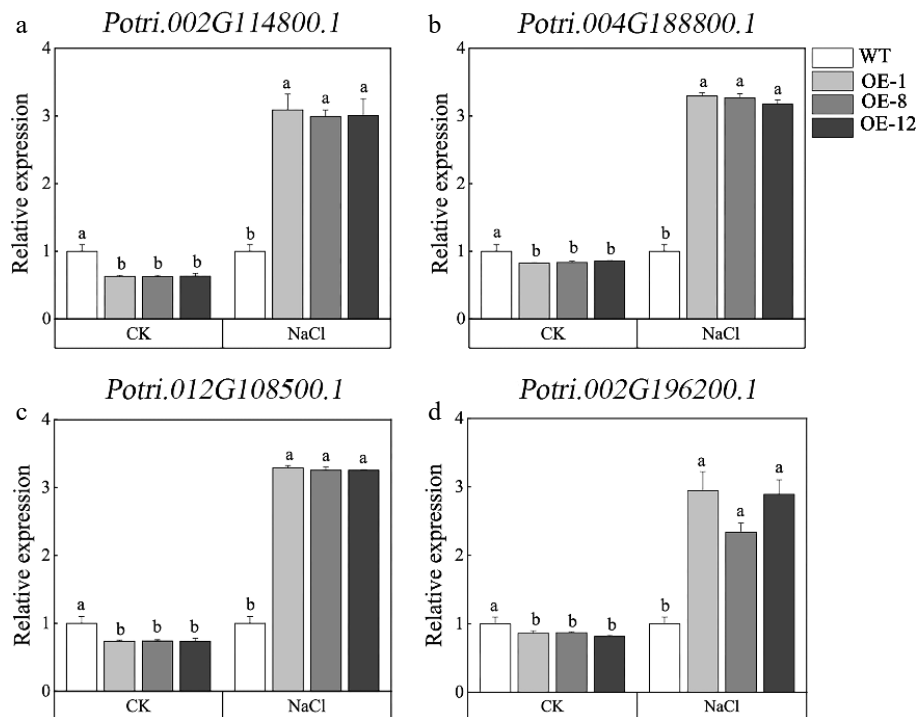 a Potri.002G114800.1
Relative expression
4
3
2
1
0
a b b b b a a a
CK NaCl
b Potri.004G188800.1
Relative expression
4
3
2
1
0
a b b b b a a a
CK NaCl
WT
OE-1
OE-8
OE-12
c Potri.012G108500.1
Relative expression
4
3
2
1
0
a b b b b a a a
CK NaCl
d Potri.002G196200.1
Relative expression
4
3
2
1
0
a b b b b a a a
CK NaCl